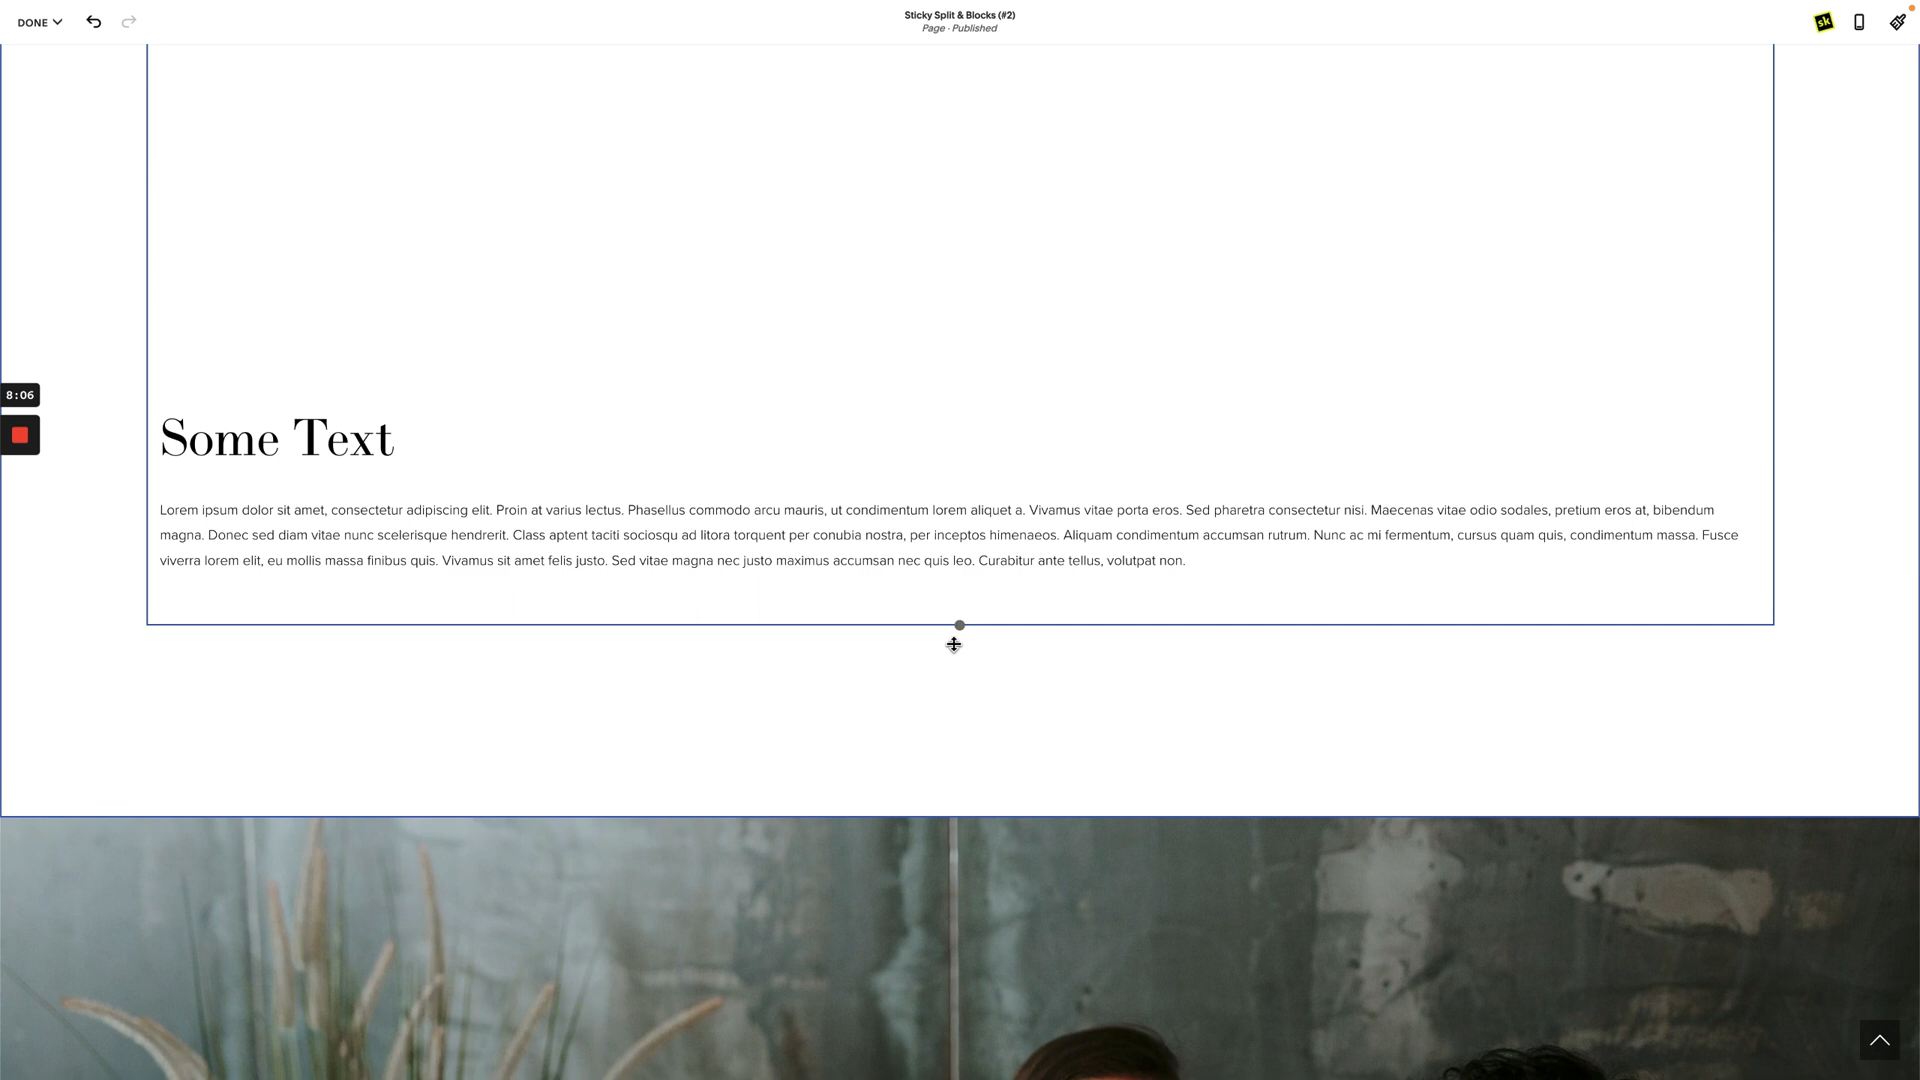 DONE
Sticky Split & Blocks (#2)
Page · Published
sk
8:06
Some Text
Lorem ipsum dolor sit amet, consectetur adipiscing elit. Proin at varius lectus. Phasellus commodo arcu mauris, ut condimentum lorem aliquet a. Vivamus vitae porta eros. Sed pharetra consectetur nisi. Maecenas vitae odio sodales, pretium eros at, bibendum
magna. Donec sed diam vitae nunc scelerisque hendrerit. Class aptent taciti sociosqu ad litora torquent per conubia nostra, per inceptos himenaeos. Aliquam condimentum accumsan rutrum. Nunc ac mi fermentum, cursus quam quis, condimentum massa. Fusce
viverra lorem elit, eu mollis massa finibus quis. Vivamus sit amet felis justo. Sed vitae magna nec justo maximus accumsan nec quis leo. Curabitur ante tellus, volutpat non.